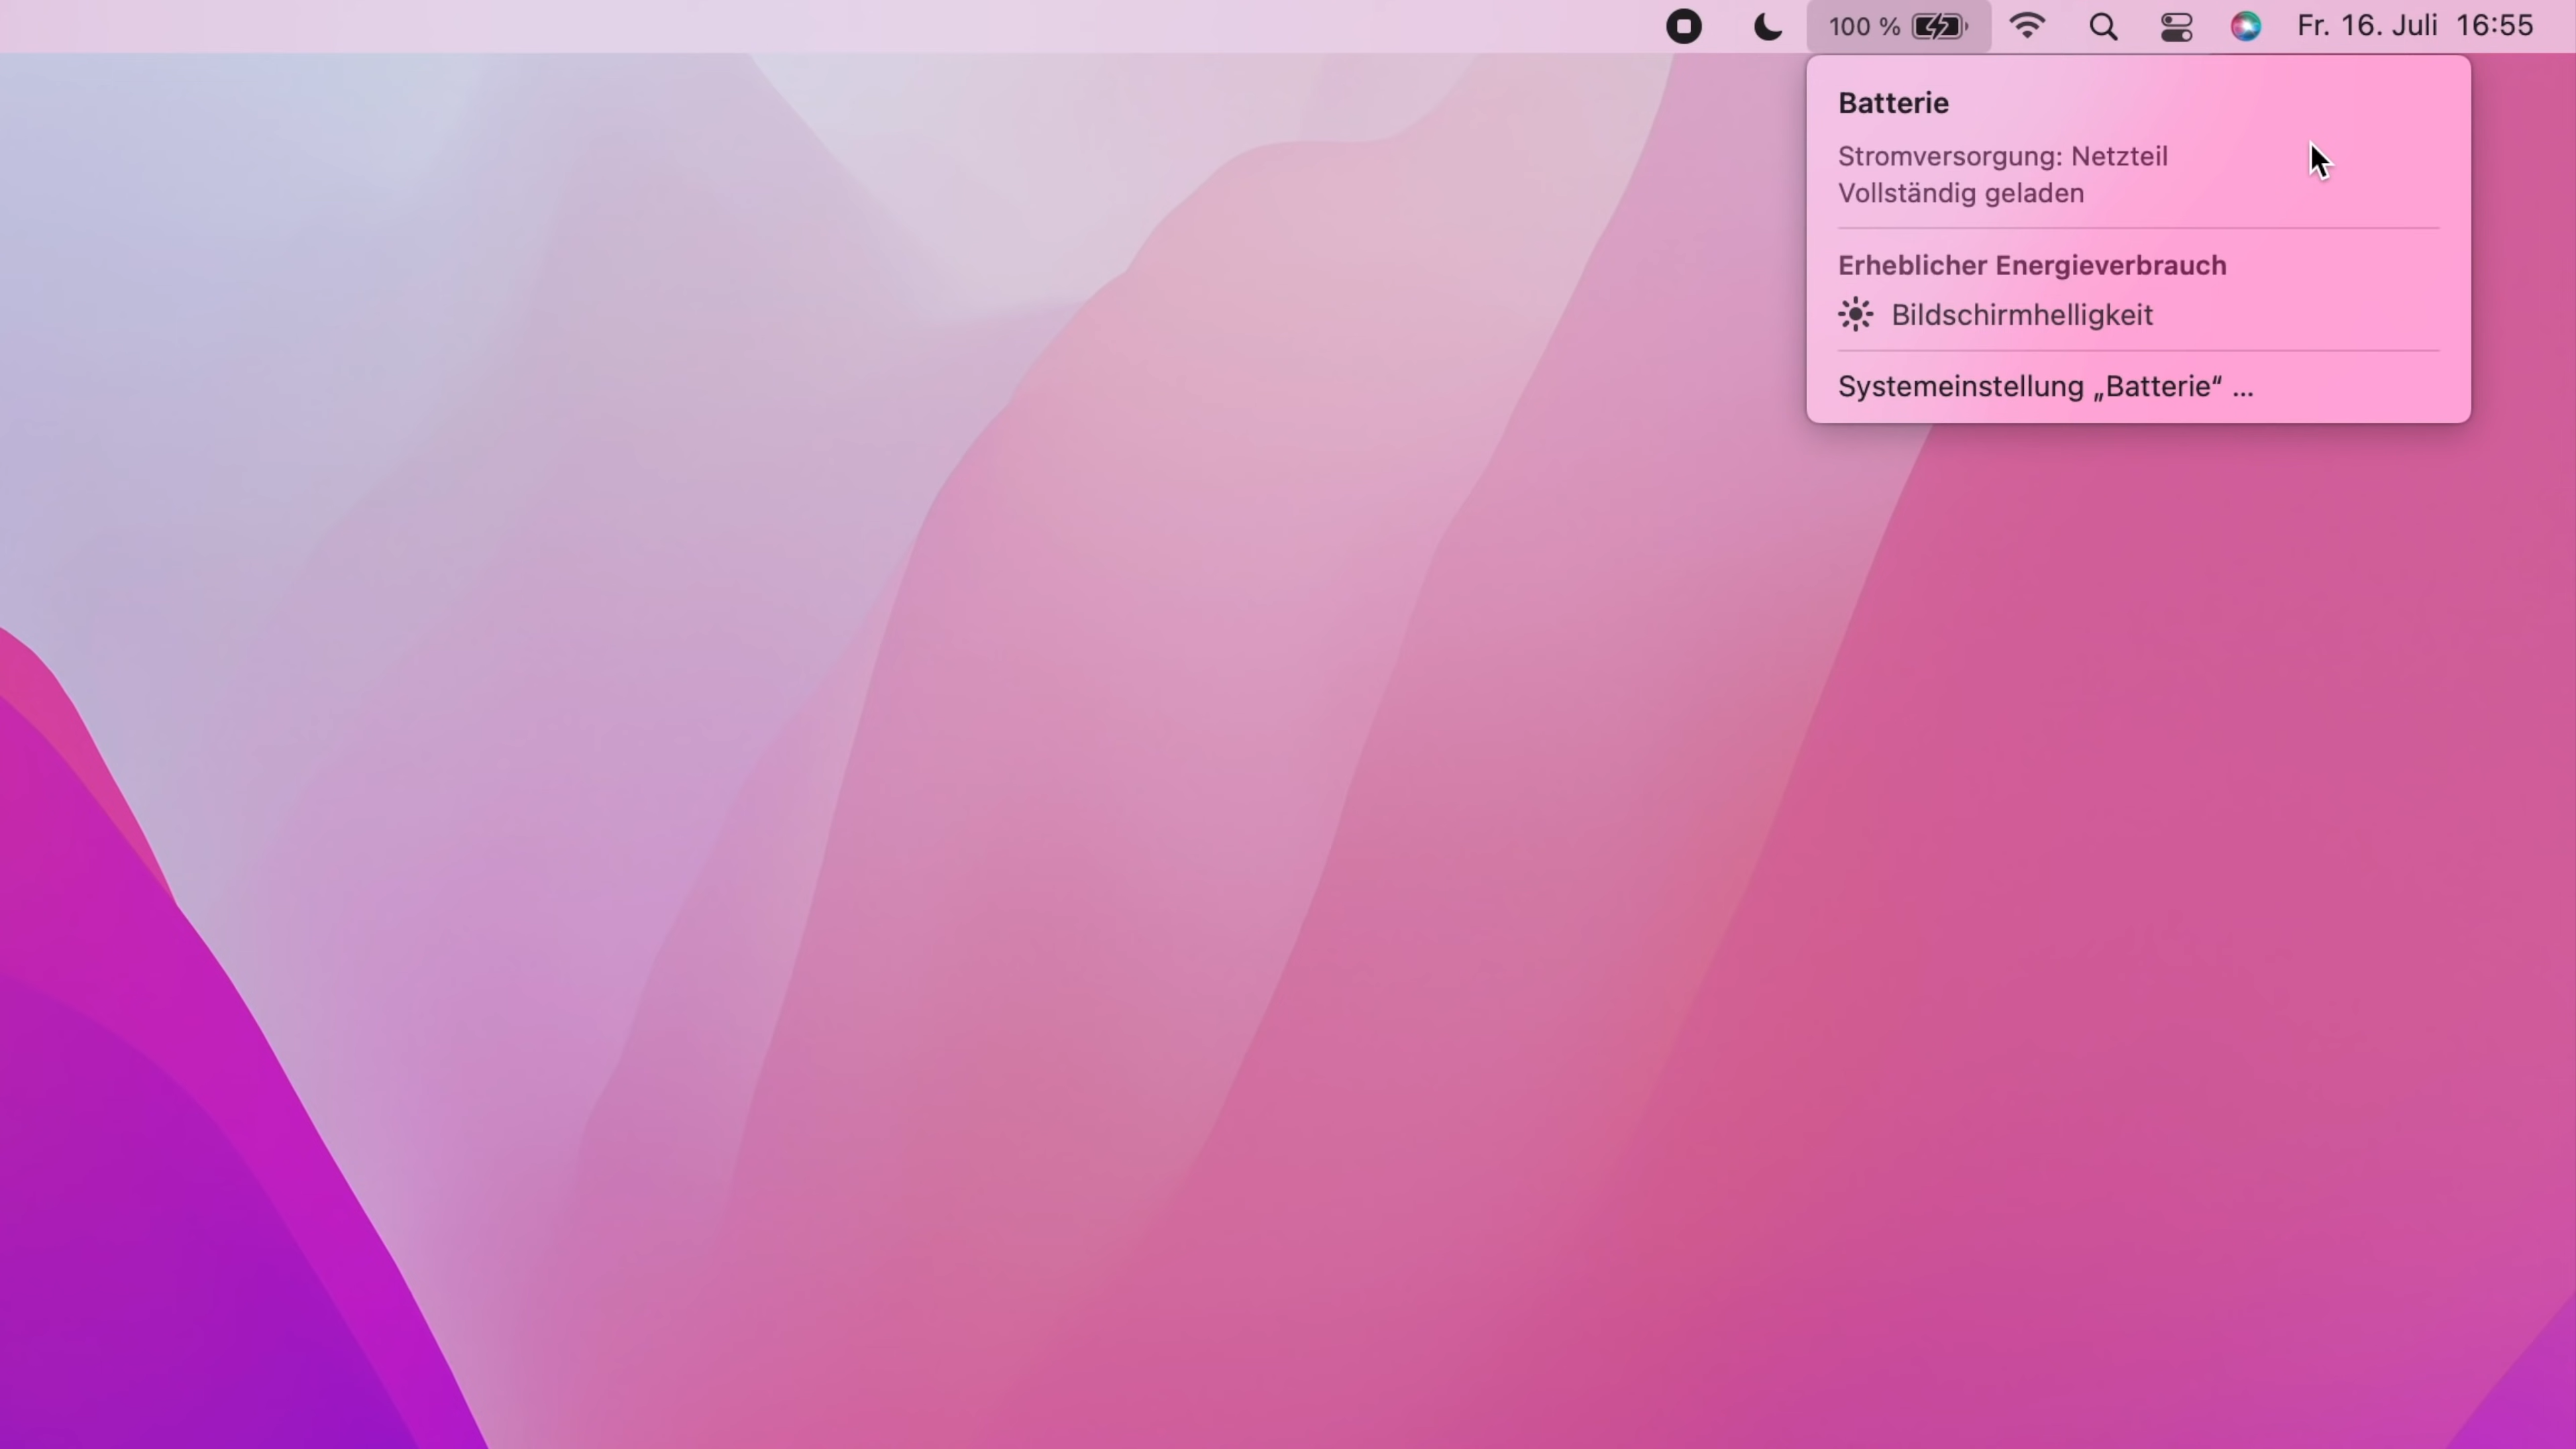 100 %
Fr. 16. Juli 16:55
Batterie
Stromversorgung: Netzteil
Vollständig geladen
Erheblicher Energieverbrauch
Bildschirmhelligkeit
Systemeinstellung „Batterie“ ...